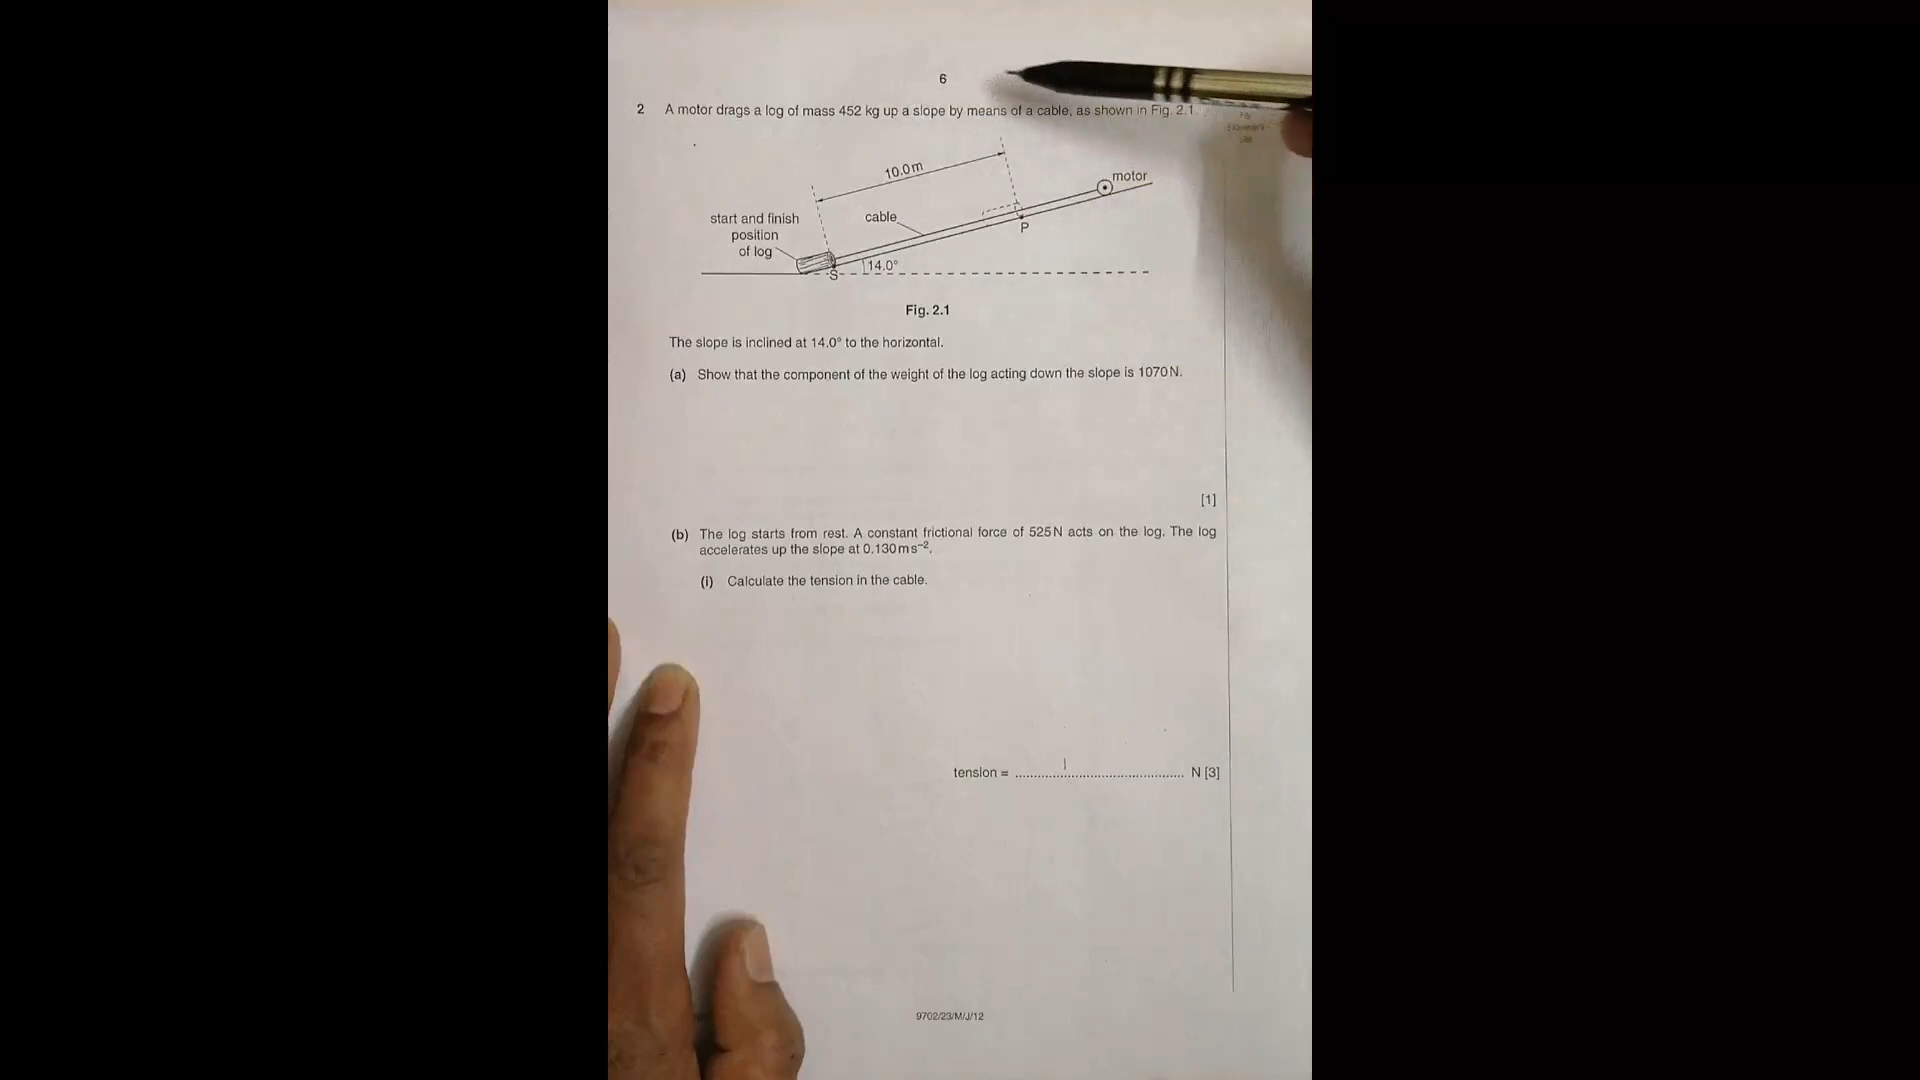 6
2 A motor drags a log of mass 452 kg up a slope by means of a cable, as shown in Fig. 2.1.
For
Examiner's
Use
10.0 m
motor
start and finish
position
of log
cable
P
14.0°
S
Fig. 2.1
The slope is inclined at 14.0° to the horizontal.
(a) Show that the component of the weight of the log acting down the slope is 1070 N.
[1]
(b) The log starts from rest. A constant frictional force of 525 N acts on the log. The log
accelerates up the slope at 0.130 m s⁻².
(i) Calculate the tension in the cable.
tension = .................................................. N [3]
9702/23/M/J/12